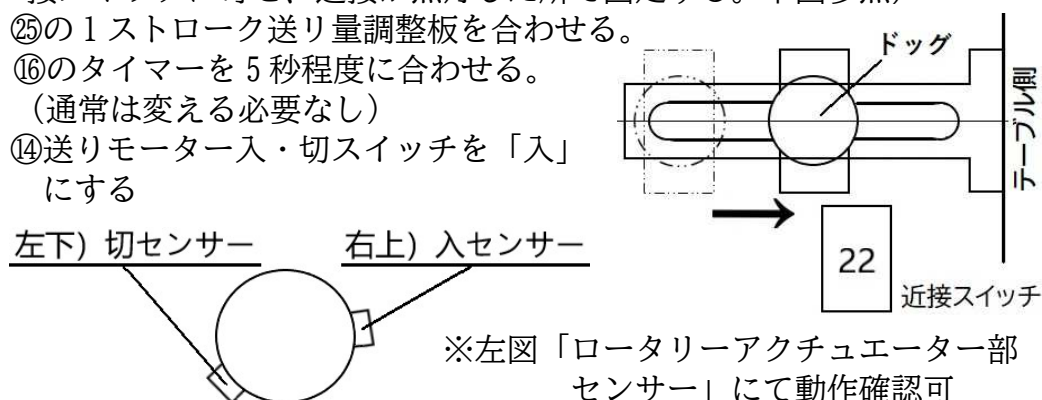 ㉕の1ストローク送リ量調整板を合わせる。
⑯のタイマーを5秒程度に合わせる。
（通常は変える必要なし）
⑭送りモーター入・切スイッチを「入」
にする
ドッグ
テーブル側
22
近接スイッチ
左下）切センサー
右上）入センサー
※左図「ロータリーアクチュエーター部
センサー」にて動作確認可